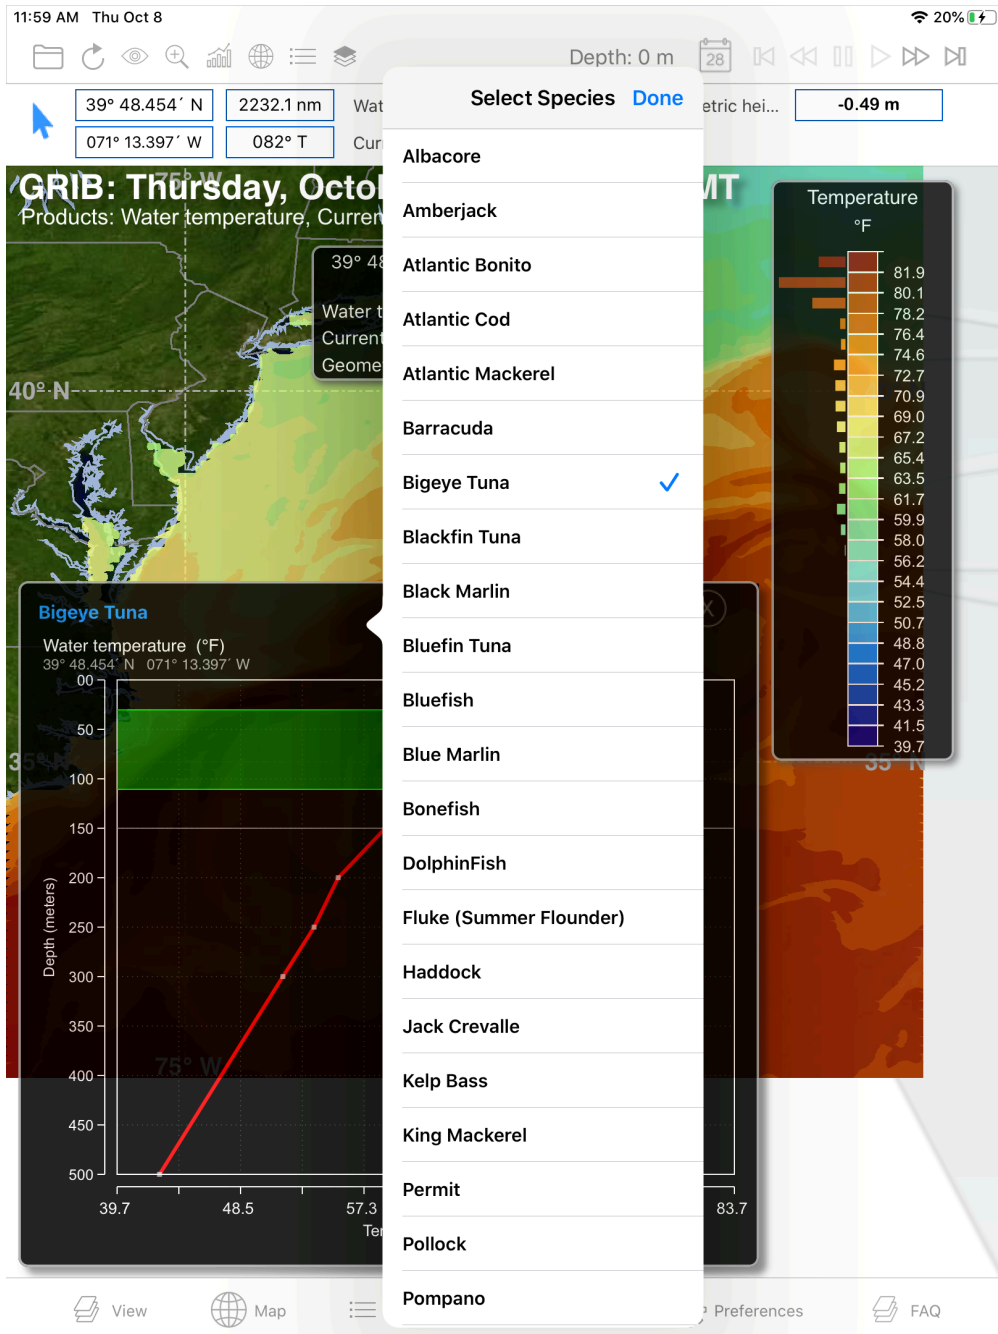 11:59 AM Thu Oct 8
20%
Depth: 0 m
28
39° 48.454´ N
2232.1 nm
Wat
etric hei...
-0.49 m
071° 13.397´ W
082° T
Cur
Select Species
Done
Albacore
Amberjack
Atlantic Bonito
Atlantic Cod
Atlantic Mackerel
Barracuda
Bigeye Tuna
Blackfin Tuna
Black Marlin
Bluefin Tuna
Bluefish
Blue Marlin
Bonefish
DolphinFish
Fluke (Summer Flounder)
Haddock
Jack Crevalle
Kelp Bass
King Mackerel
Permit
Pollock
Pompano
GRIB: Thursday, Octo
MT
Products: Water temperature, Curren
75° W
39° 48
Water t
Current
Geome
40° N
35° N
35° N
75° W
Temperature
°F
81.9
80.1
78.2
76.4
74.6
72.7
70.9
69.0
67.2
65.4
63.5
61.7
59.9
58.0
56.2
54.4
52.5
50.7
48.8
47.0
45.2
43.3
41.5
39.7
Bigeye Tuna
X
Water temperature (°F)
39° 48.454´ N 071° 13.397´ W
00
50
100
150
200
250
300
350
400
450
500
Depth (meters)
39.7
48.5
57.3
83.7
Ter
View
Map
Preferences
FAQ